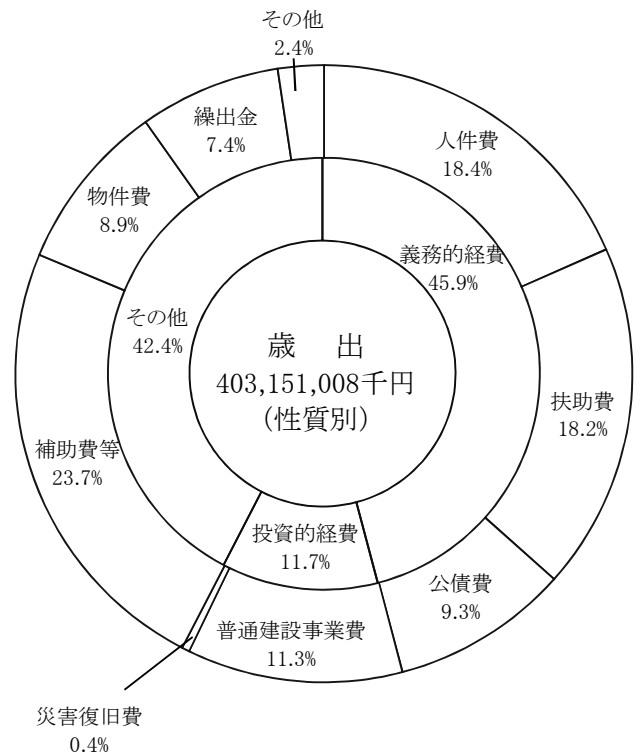 その他
2.4%
人件費
18.4%
扶助費
18.2%
公債費
9.3%
普通建設事業費
11.3%
災害復旧費
0.4%
補助費等
23.7%
物件費
8.9%
繰出金
7.4%
義務的経費
45.9%
投資的経費
11.7%
その他
42.4%
歳 出
403,151,008千円
(性質別)